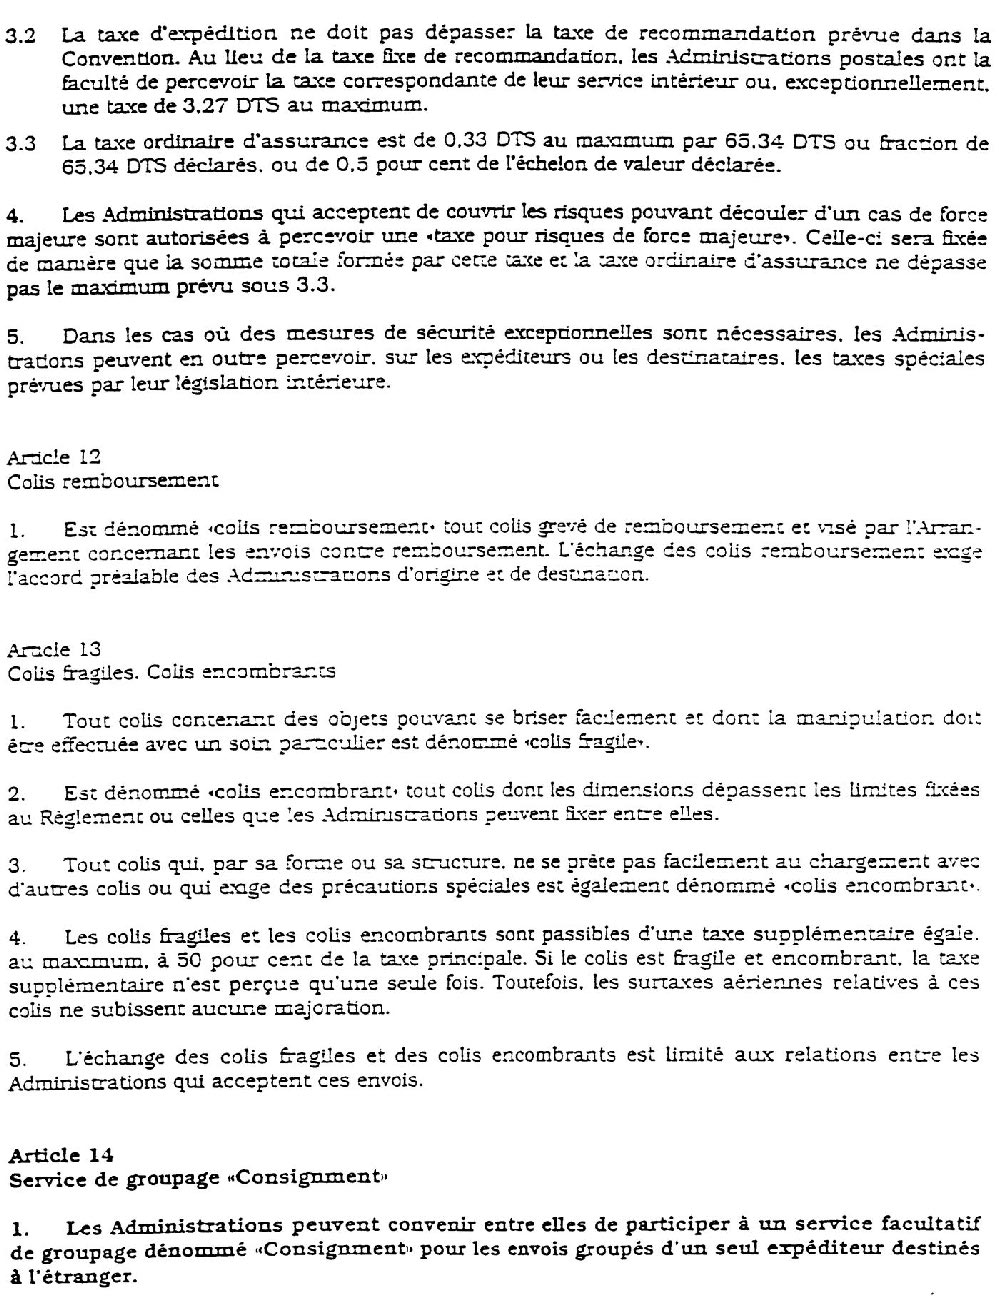 3.2 La taxe d'expédition ne doit pas dépasser la taxe de recommandation prévue dans la
Convention. Au lieu de la taxe fixe de recommandation, les Administrations postales ont la
faculté de percevoir la taxe correspondante de leur service intérieur ou, exceptionnellement,
une taxe de 3,27 DTS au maximum.
3.3 La taxe ordinaire d'assurance est de 0,33 DTS au maximum par 65,34 DTS ou fraction de
65,34 DTS déclarés, ou de 0,5 pour cent de l'échelon de valeur déclarée.
4. Les Administrations qui acceptent de couvrir les risques pouvant découler d'un cas de force
majeure sont autorisées à percevoir une «taxe pour risques de force majeure». Celle-ci sera fixée
de manière que la somme totale formée par cette taxe et la taxe ordinaire d'assurance ne dépasse
pas le maximum prévu sous 3.3.
5. Dans les cas où des mesures de sécurité exceptionnelles sont nécessaires, les Adminis-
trations peuvent en outre percevoir, sur les expéditeurs ou les destinataires, les taxes spéciales
prévues par leur législation intérieure.
Article 12
Colis remboursement
1. Est dénommé «colis remboursement» tout colis grevé de remboursement et visé par l'Arran-
gement concernant les envois contre remboursement. L'échange des colis remboursement exige
l'accord préalable des Administrations d'origine et de destination.
Article 13
Colis fragiles. Colis encombrants
1. Tout colis contenant des objets pouvant se briser facilement et dont la manipulation doit
être effectuée avec un soin particulier est dénommé «colis fragile».
2. Est dénommé «colis encombrant» tout colis dont les dimensions dépassent les limites fixées
au Règlement ou celles que les Administrations peuvent fixer entre elles.
3. Tout colis qui, par sa forme ou sa structure, ne se prête pas facilement au chargement avec
d'autres colis ou qui exige des précautions spéciales est également dénommé «colis encombrant».
4. Les colis fragiles et les colis encombrants sont passibles d'une taxe supplémentaire égale,
au maximum, à 50 pour cent de la taxe principale. Si le colis est fragile et encombrant, la taxe
supplémentaire n'est perçue qu'une seule fois. Toutefois, les surtaxes aériennes relatives à ces
colis ne subissent aucune majoration.
5. L'échange des colis fragiles et des colis encombrants est limité aux relations entre les
Administrations qui acceptent ces envois.
Article 14
Service de groupage «Consignment»
1. Les Administrations peuvent convenir entre elles de participer à un service facultatif
de groupage dénommé «Consignment» pour les envois groupés d'un seul expéditeur destinés
à l'étranger.